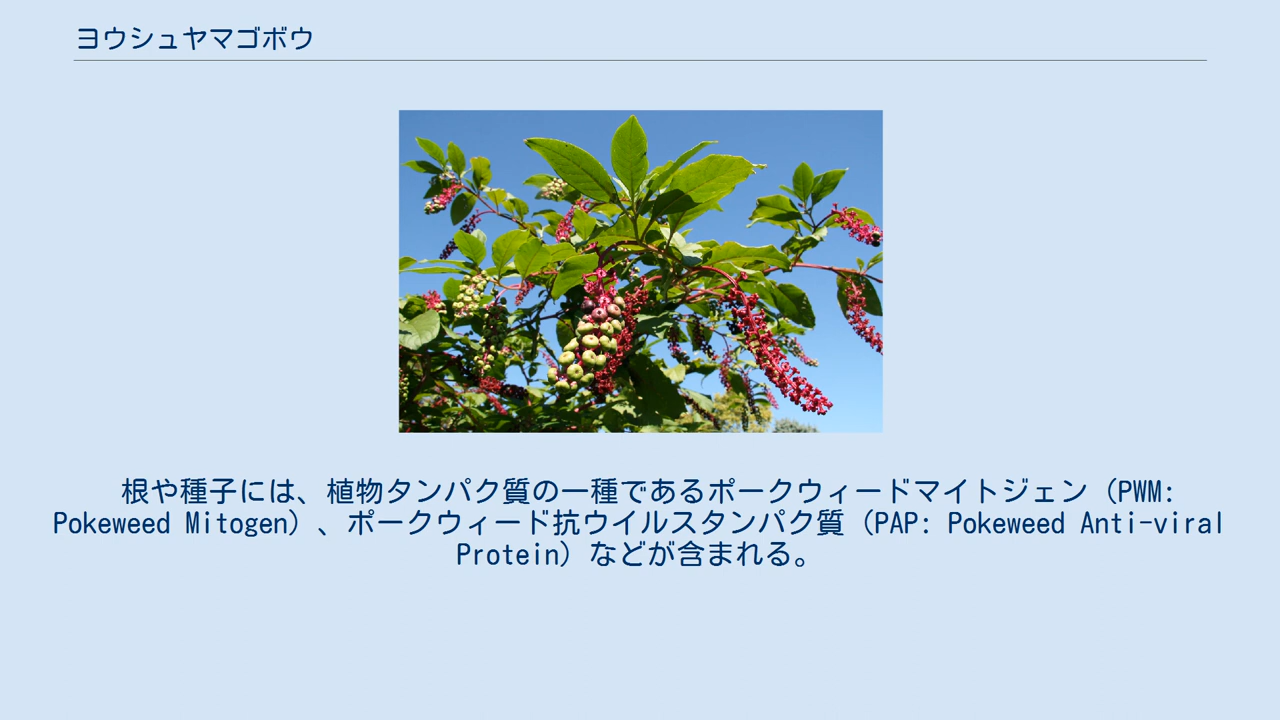 ヨウシュヤマゴボウ
根や種子には、植物タンパク質の一種であるポークウィードマイトジェン（PWM:
Pokeweed Mitogen）、ポークウィード抗ウイルスタンパク質（PAP: Pokeweed Anti-viral
Protein）などが含まれる。